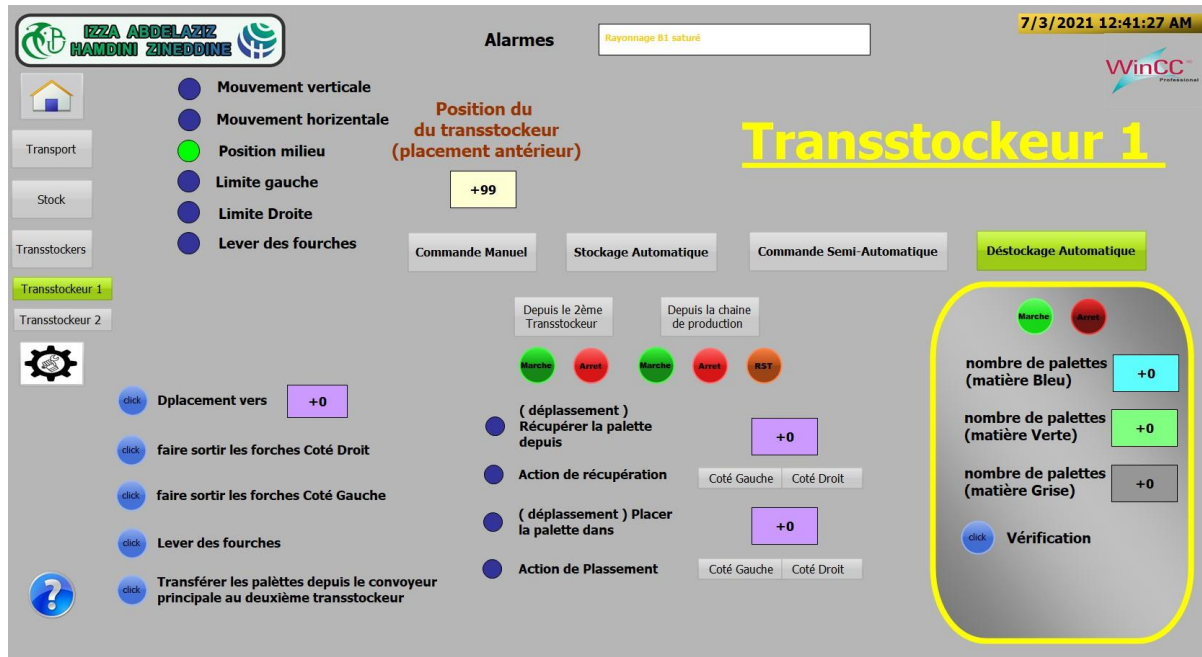 IZZA ABDELAZIZ
HAMDINI ZINEDDINE
Alarmes
Rayonnage B1 saturé
7/3/2021 12:41:27 AM
WinCC
Professional
Mouvement verticale
Mouvement horizentale
Position milieu
Limite gauche
Limite Droite
Lever des fourches
Position du
du transstockeur
(placement antérieur)
+99
Transstockeur 1
Transport
Stock
Transstockers
Transstockeur 1
Transstockeur 2
Commande Manuel
Stockage Automatique
Commande Semi-Automatique
Déstockage Automatique
Depuis le 2ème
Transstockeur
Depuis la chaine
de production
Marche
Arret
Marche
Arret
RST
click
Dplacement vers
+0
click
faire sortir les forches Coté Droit
click
faire sortir les forches Coté Gauche
click
Lever des fourches
click
Transférer les palèttes depuis le convoyeur
principale au deuxième transstockeur
( déplassement )
Récupérer la palette
depuis
+0
Action de récupération
Coté Gauche
Coté Droit
( déplassement ) Placer
la palette dans
+0
Action de Plassement
Coté Gauche
Coté Droit
Marche
Arret
nombre de palettes
(matière Bleu)
+0
nombre de palettes
(matière Verte)
+0
nombre de palettes
(matière Grise)
+0
click
Vérification
?